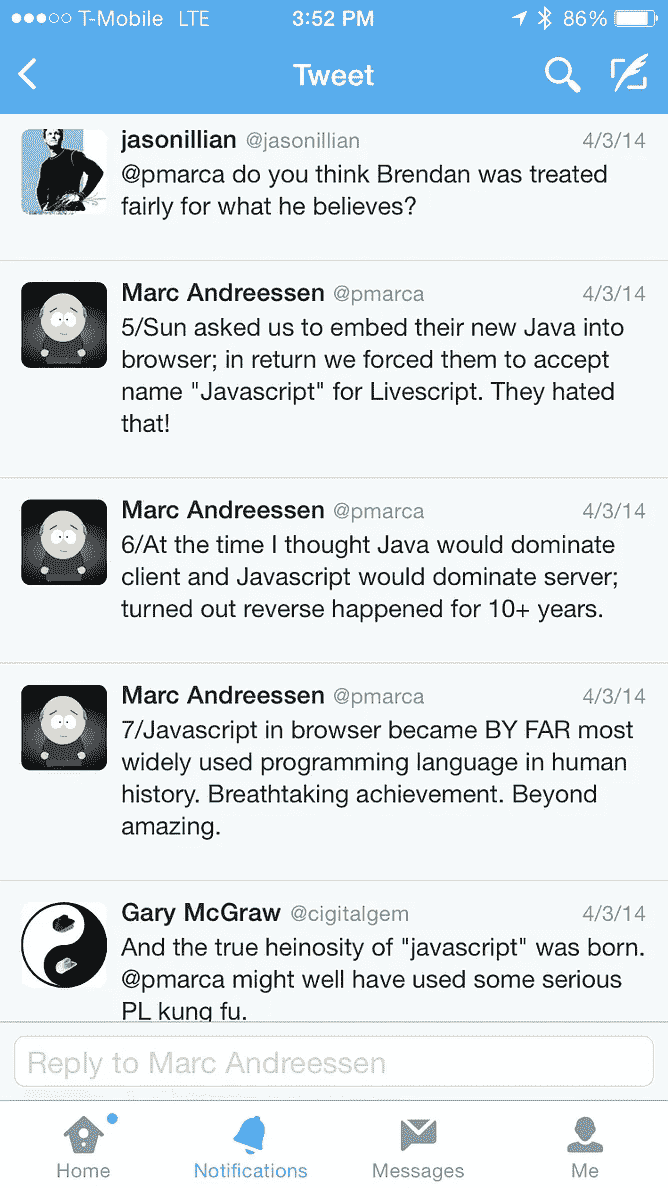 T-Mobile LTE 3:52 PM 86%
Tweet
jasonillian @jasonillian 4/3/14
@pmarca do you think Brendan was treated
fairly for what he believes?
Marc Andreessen @pmarca 4/3/14
5/Sun asked us to embed their new Java into
browser; in return we forced them to accept
name "Javascript" for Livescript. They hated
that!
Marc Andreessen @pmarca 4/3/14
6/At the time I thought Java would dominate
client and Javascript would dominate server;
turned out reverse happened for 10+ years.
Marc Andreessen @pmarca 4/3/14
7/Javascript in browser became BY FAR most
widely used programming language in human
history. Breathtaking achievement. Beyond
amazing.
Gary McGraw @cigitalgem 4/3/14
And the true heinosity of "javascript" was born.
@pmarca might well have used some serious
PL kung fu.
Reply to Marc Andreessen
Home Notifications Messages Me